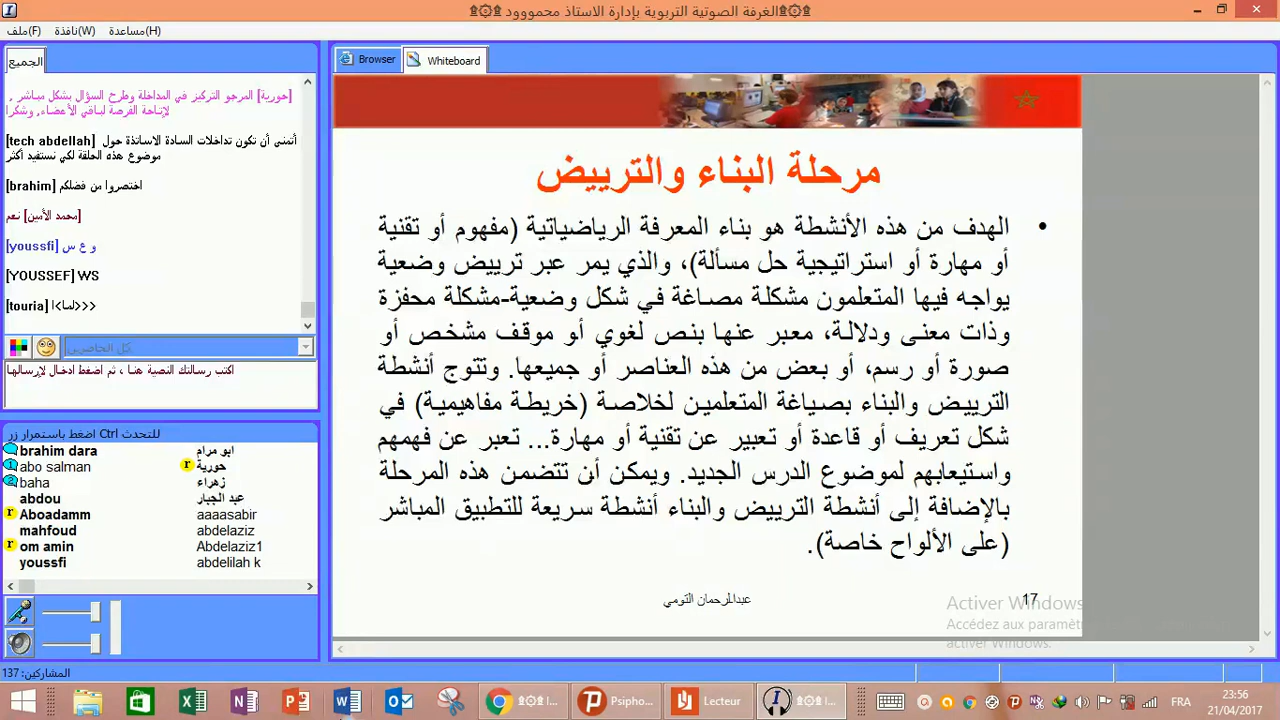 ۩۞۩الغرفة الصوتية التربوية بإدارة الاستاذ محمووود۩۞۩
ملف(F) نافذة(W) مساعدة(H)
الجميع
[حورية] المرجو التركيز في المداخلة وطرح السؤال بشكل مباشر ,
لإتاحة الفرصة لباقي الأعضاء, وشكرا
[tech abdellah] أتمنى أن تكون تداخلات السادة الاساتذة حول
موضوع هذه الحلقة لكي نستفيد أكثر
[brahim] اختصروا من فضلكم
[محمد الأمين] نعم
[youssfi] و ع س
[YOUSSEF] WS
[touria]
كل الحاضرين
اكتب رسالتك النصية هنا ، ثم اضغط ادخال لإرسالها
للتحدث Ctrl اضغط باستمرار زر
brahim dara ابو مرام
abo salman حورية
baha زهراء
abdou عبد الجبار
Aboadamm aaaasabir
mahfoud abdelaziz
om amin Abdelaziz1
youssfi abdelilah k
المشاركين: 137
Browser Whiteboard
مرحلة البناء والترييض
• الهدف من هذه الأنشطة هو بناء المعرفة الرياضياتية (مفهوم أو تقنية
أو مهارة أو استراتيجية حل مسألة)، والذي يمر عبر ترييض وضعية
يواجه فيها المتعلمون مشكلة مصاغة في شكل وضعية-مشكلة محفزة
وذات معنى ودلالة، معبر عنها بنص لغوي أو موقف مشخص أو
صورة أو رسم، أو بعض من هذه العناصر أو جميعها. وتتوج أنشطة
الترييض والبناء بصياغة المتعلمين لخلاصة (خريطة مفاهيمية) في
شكل تعريف أو قاعدة أو تعبير عن تقنية أو مهارة... تعبر عن فهمهم
واستيعابهم لموضوع الدرس الجديد. ويمكن أن تتضمن هذه المرحلة
بالإضافة إلى أنشطة الترييض والبناء أنشطة سريعة للتطبيق المباشر
(على الألواح خاصة).
عبدالرحمان التومي
17
Activer Windows
Accédez aux paramèt
activer Windows.
Psipho...
Lecteur
FRA
23:56
21/04/2017